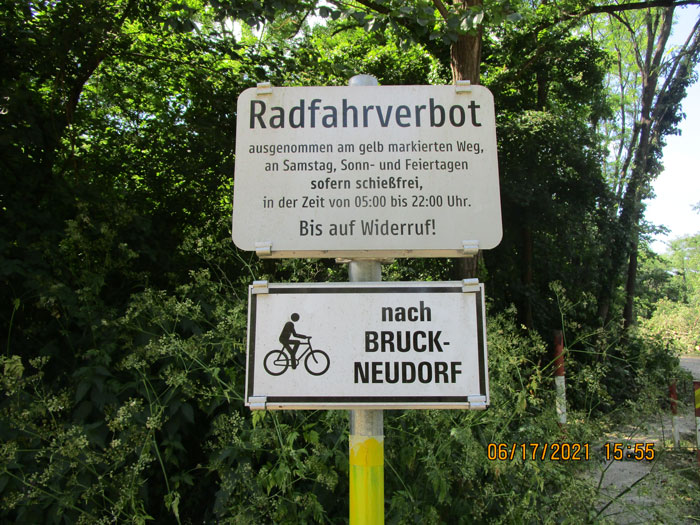 Radfahrverbot
ausgenommen am gelb markierten Weg,
an Samstag, Sonn- und Feiertagen
sofern schießfrei,
in der Zeit von 05:00 bis 22:00 Uhr.
Bis auf Widerruf!
nach
BRUCK-
NEUDORF
06/17/2021 15:55